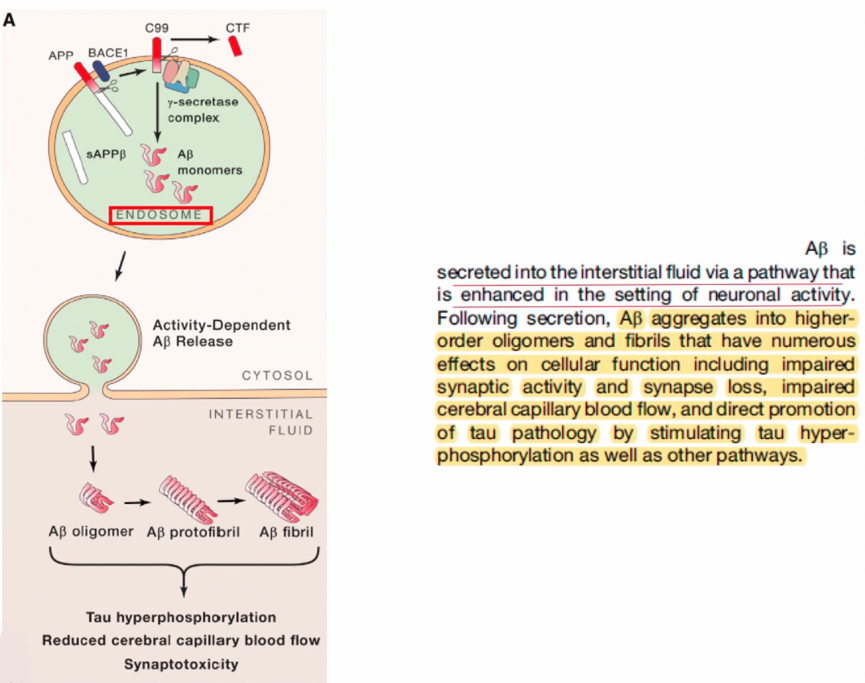 A
C99
CTF
APP
BACE1
γ-secretase
complex
sAPPβ
Aβ
monomers
ENDOSOME
Activity-Dependent
Aβ Release
CYTOSOL
INTERSTITIAL
FLUID
Aβ oligomer
Aβ protofibril
Aβ fibril
Tau hyperphosphorylation
Reduced cerebral capillary blood flow
Synaptotoxicity
Aβ is
secreted into the interstitial fluid via a pathway that
is enhanced in the setting of neuronal activity.
Following secretion, Aβ aggregates into higher-
order oligomers and fibrils that have numerous
effects on cellular function including impaired
synaptic activity and synapse loss, impaired
cerebral capillary blood flow, and direct promotion
of tau pathology by stimulating tau hyper-
phosphorylation as well as other pathways.